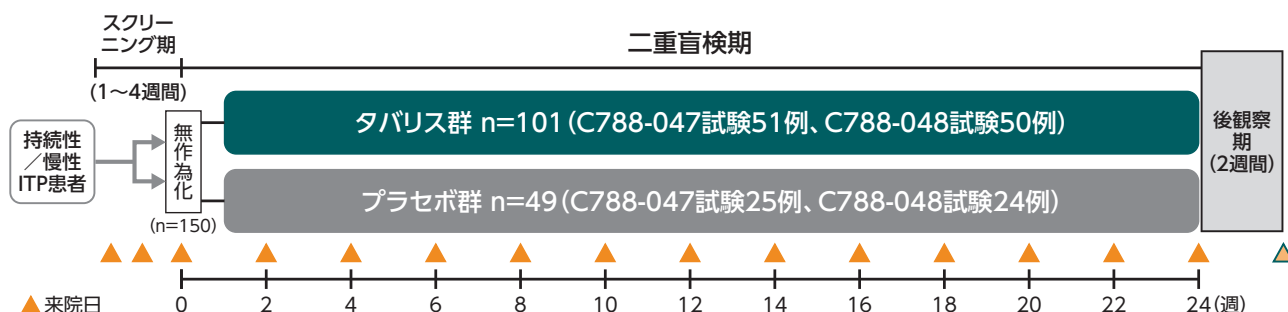 スクリー
ニング期
二重盲検期
(1～4週間)
持続性
／慢性
ITP患者
無作為化
(n=150)
タバリス群 n=101（C788-047試験51例、C788-048試験50例）
プラセボ群 n=49（C788-047試験25例、C788-048試験24例）
後観察
期
(2週間)
来院日
0 2 4 6 8 10 12 14 16 18 20 22 24(週)